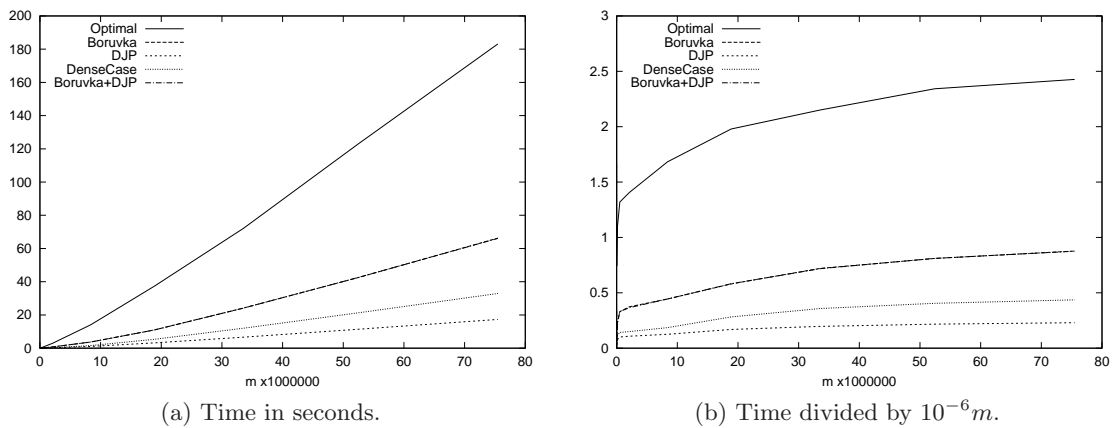 200
180
160
140
120
100
80
60
40
20
0
0 10 20 30 40 50 60 70 80
m x1000000
Optimal
Boruvka
DJP
DenseCase
Boruvka+DJP
(a) Time in seconds.
3
2.5
2
1.5
1
0.5
0
0 10 20 30 40 50 60 70 80
m x1000000
Optimal
Boruvka
DJP
DenseCase
Boruvka+DJP
(b) Time divided by 10⁻⁶m.